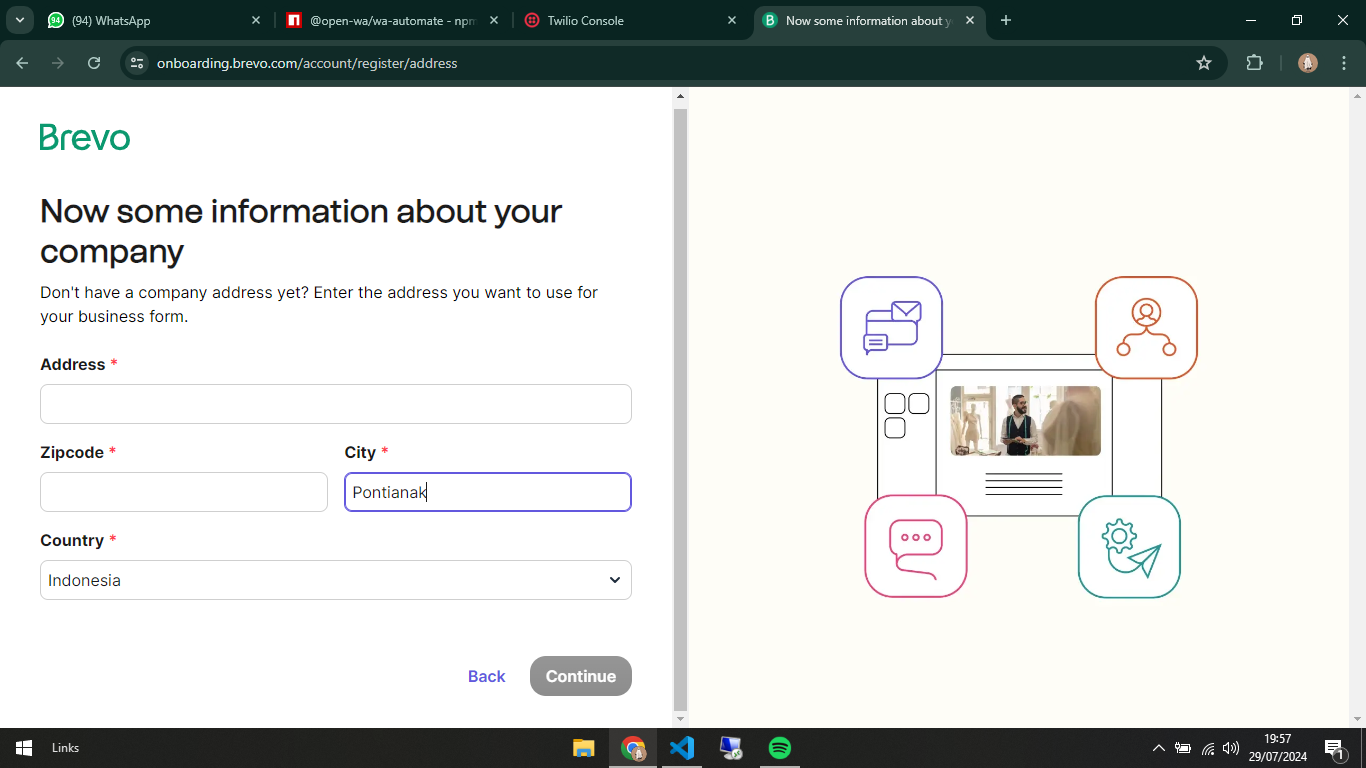 (94) WhatsApp
@open-wa/wa-automate - npm
Twilio Console
Now some information about y
onboarding.brevo.com/account/register/address
Brevo
Now some information about your
company
Don't have a company address yet? Enter the address you want to use for
your business form.
Address *
Zipcode *
City *
Pontianak
Country *
Indonesia
Back
Continue
Links
19:57
29/07/2024
1